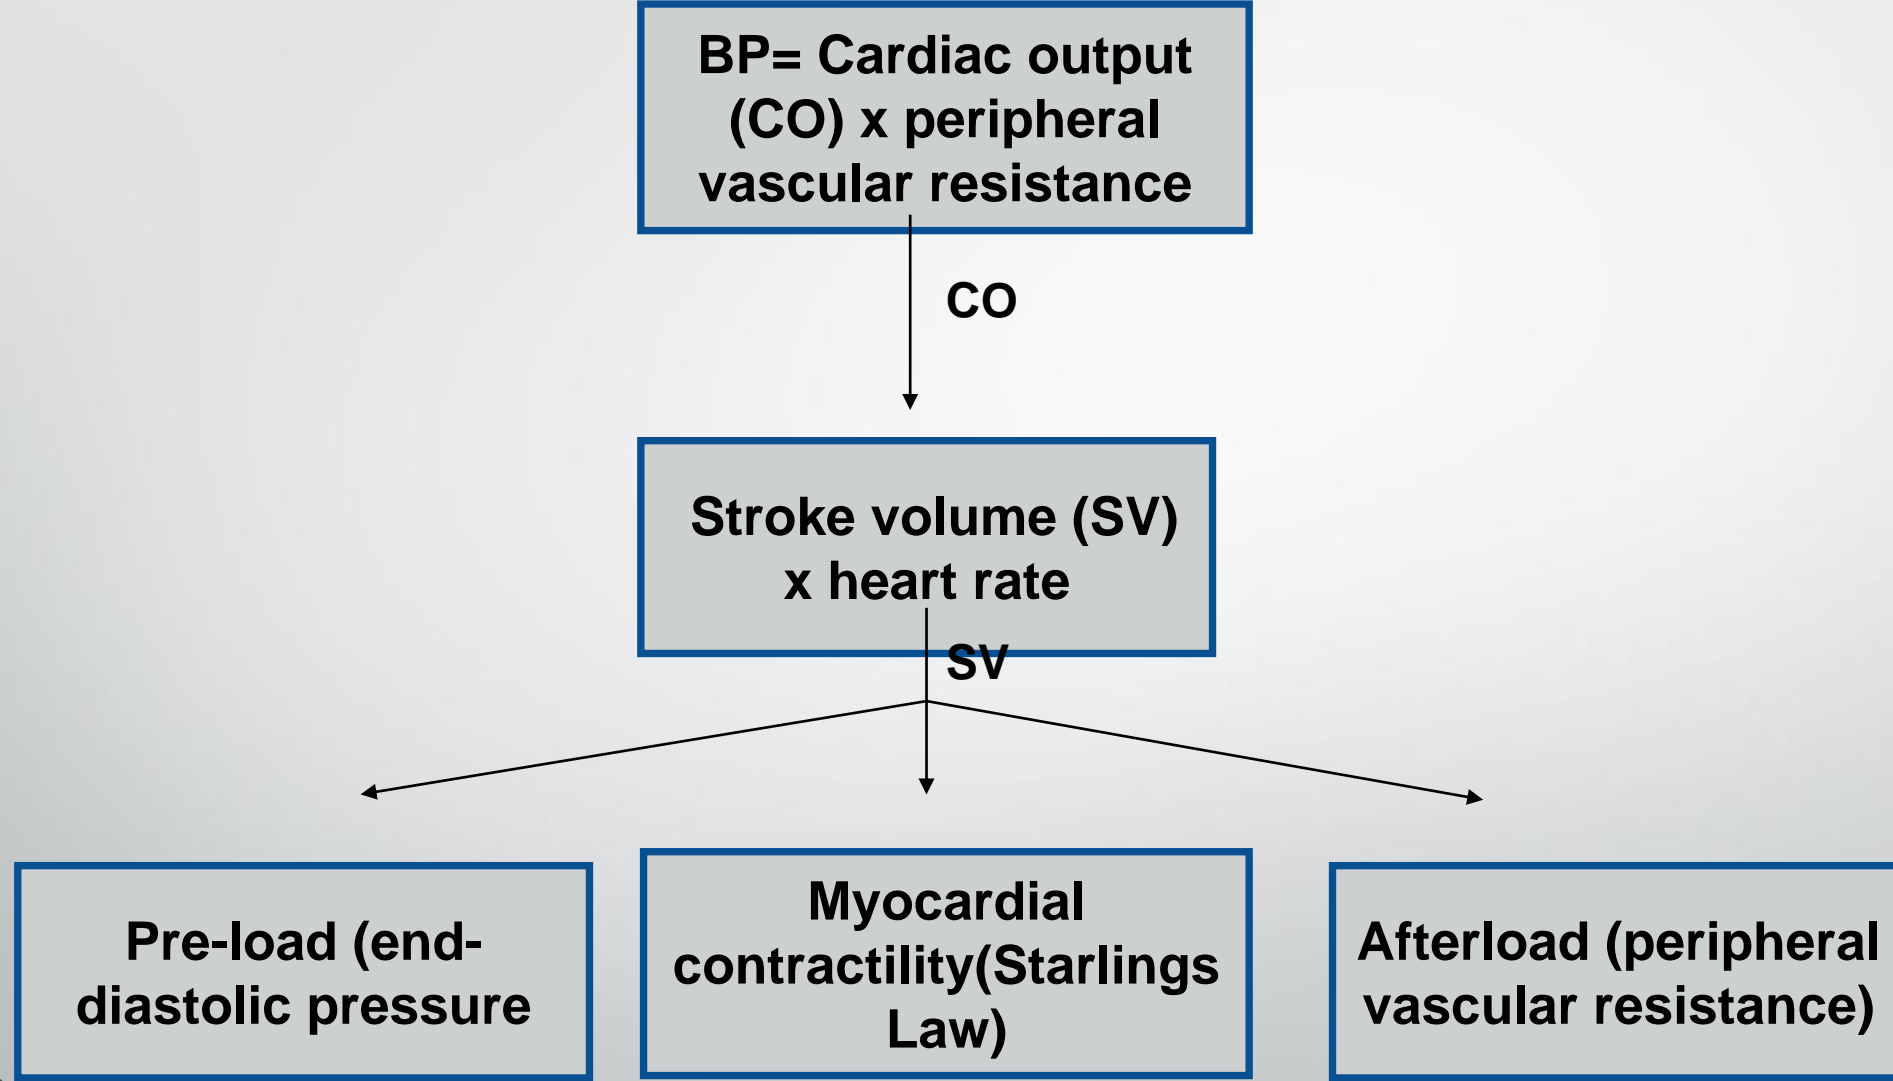 BP= Cardiac output
(CO) x peripheral
vascular resistance
CO
Stroke volume (SV)
x heart rate
SV
Pre-load (end-
diastolic pressure
Myocardial
contractility(Starlings
Law)
Afterload (peripheral
vascular resistance)